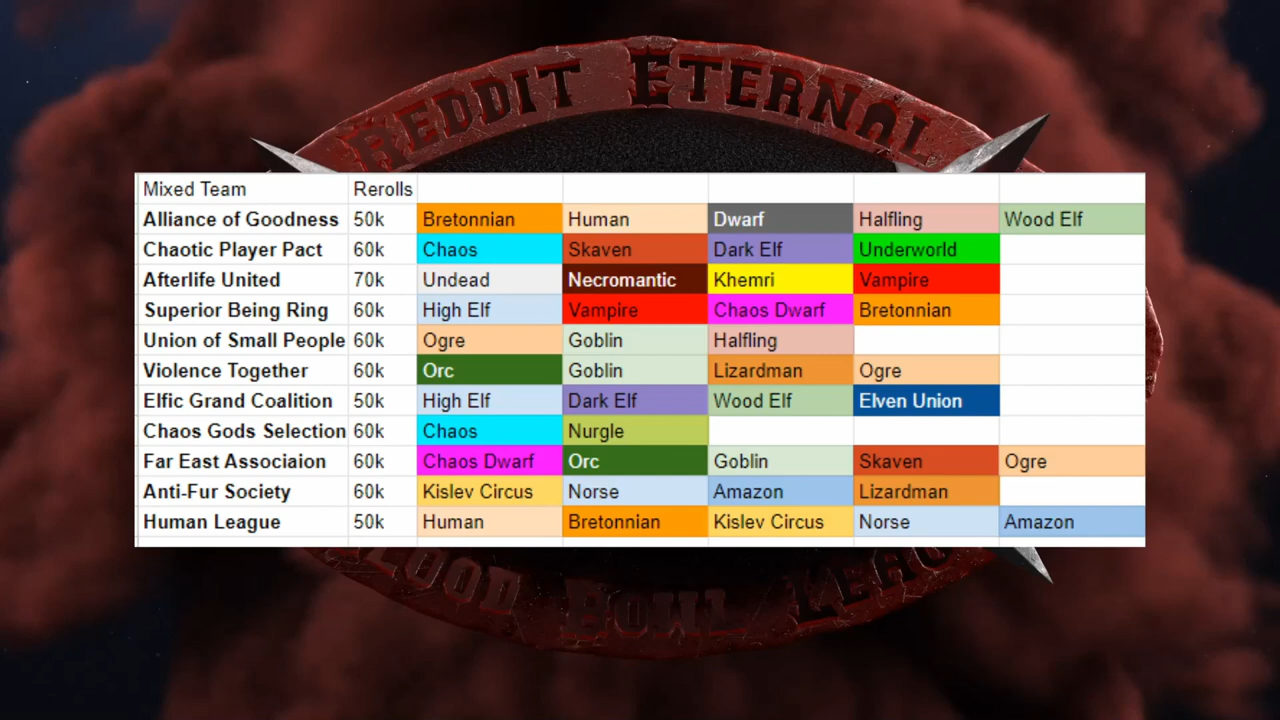 REDDIT ETERNAL
Mixed Team Rerolls
Alliance of Goodness 50k Bretonnian Human Dwarf Halfling Wood Elf
Chaotic Player Pact 60k Chaos Skaven Dark Elf Underworld
Afterlife United 70k Undead Necromantic Khemri Vampire
Superior Being Ring 60k High Elf Vampire Chaos Dwarf Bretonnian
Union of Small People 60k Ogre Goblin Halfling
Violence Together 60k Orc Goblin Lizardman Ogre
Elfic Grand Coalition 50k High Elf Dark Elf Wood Elf Elven Union
Chaos Gods Selection 60k Chaos Nurgle
Far East Associaion 60k Chaos Dwarf Orc Goblin Skaven Ogre
Anti-Fur Society 60k Kislev Circus Norse Amazon Lizardman
Human League 50k Human Bretonnian Kislev Circus Norse Amazon
BOWL